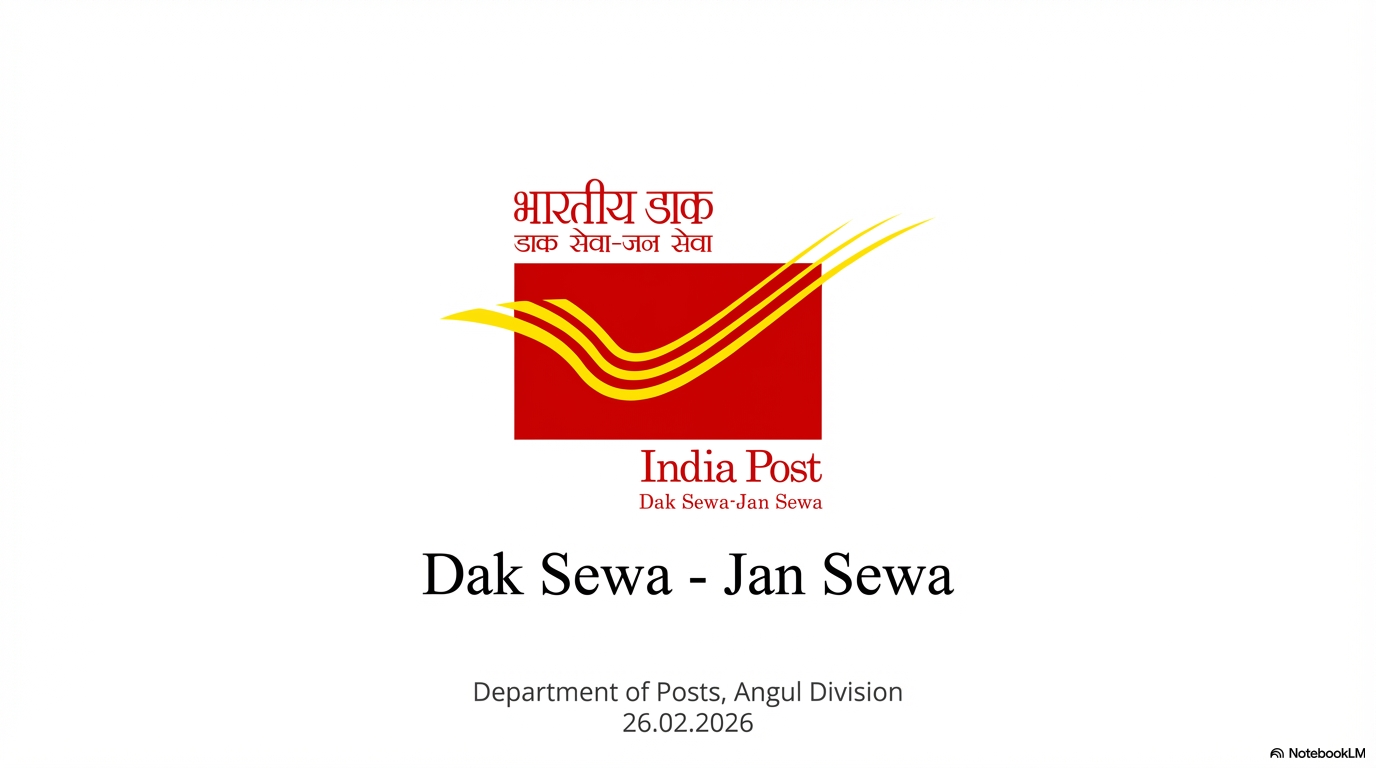 भारतीय डाक
डाक सेवा-जन सेवा
India Post
Dak Sewa-Jan Sewa
Dak Sewa - Jan Sewa
Department of Posts, Angul Division
26.02.2026
NotebookLM